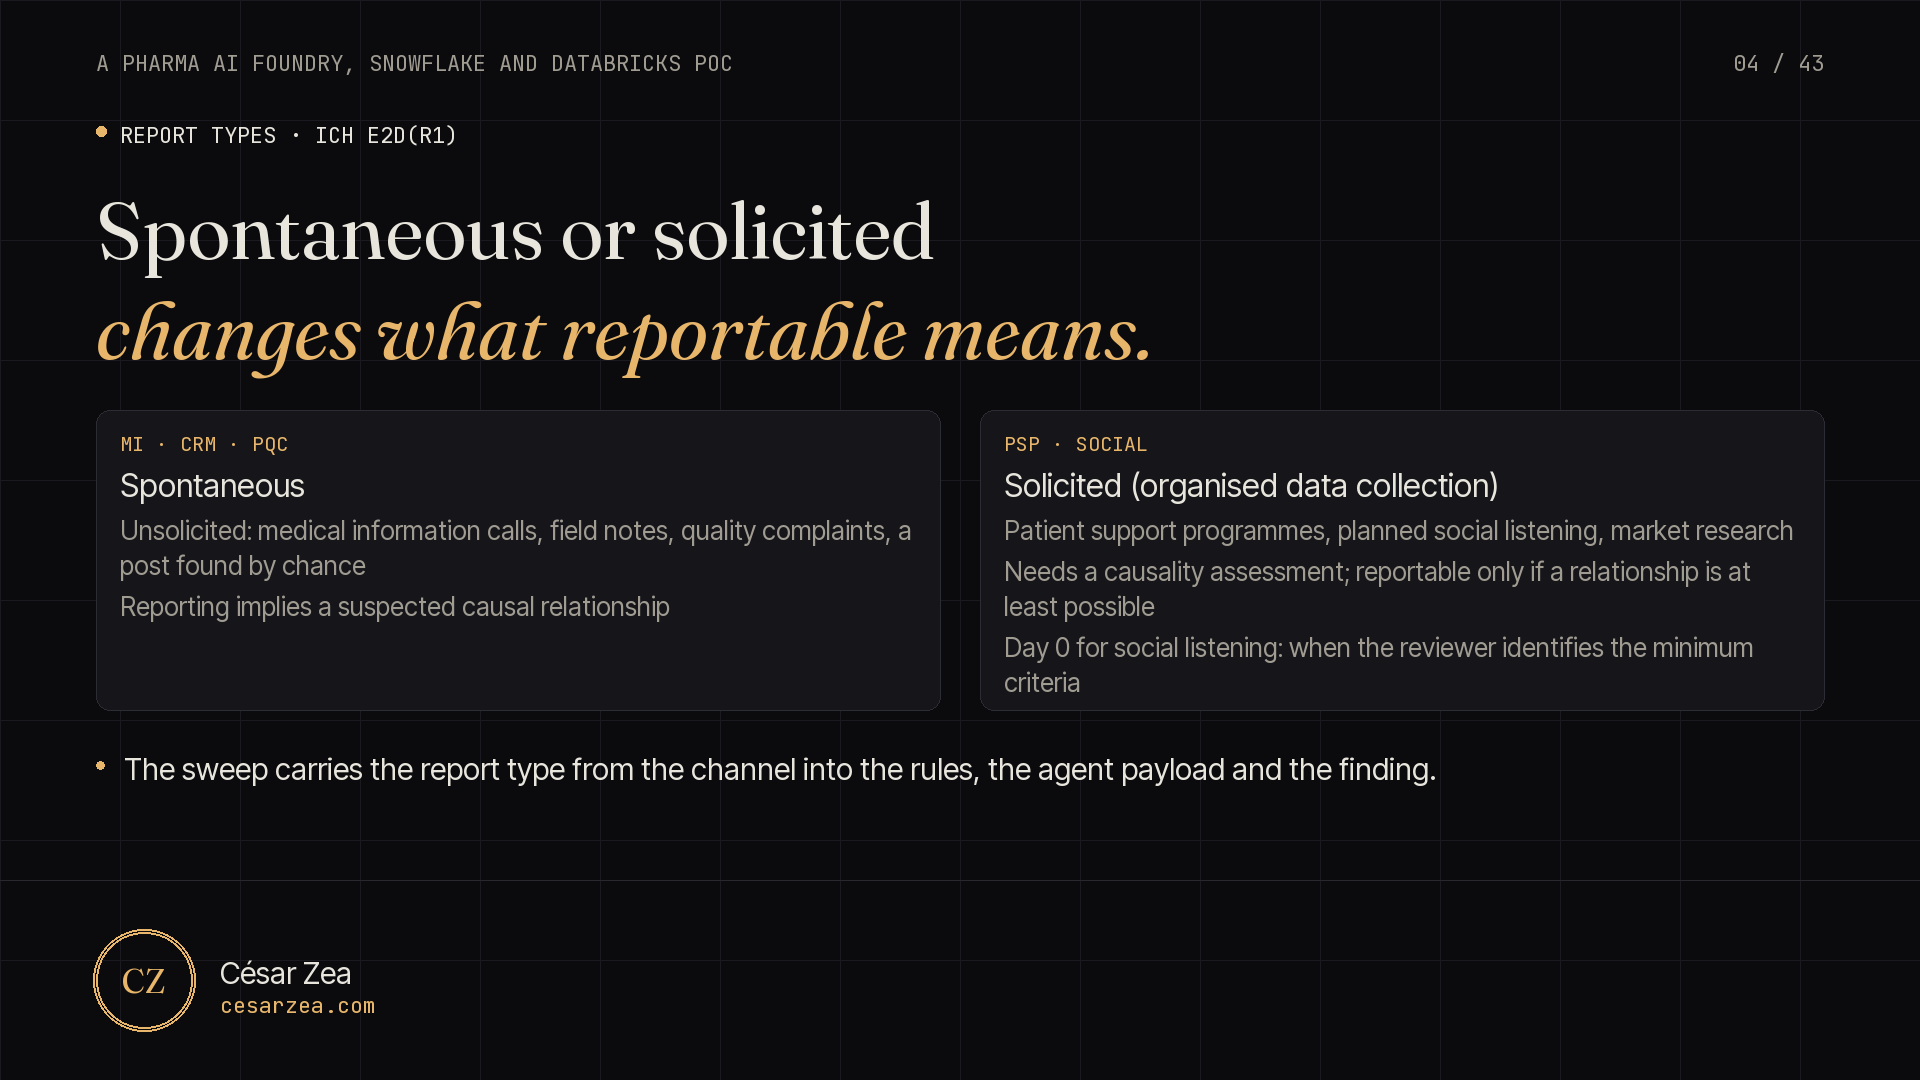 A PHARMA AI FOUNDRY, SNOWFLAKE AND DATABRICKS POC
04 / 43
REPORT TYPES · ICH E2D(R1)
Spontaneous or solicited
changes what reportable means.
MI · CRM · PQC
Spontaneous
Unsolicited: medical information calls, field notes, quality complaints, a
post found by chance
Reporting implies a suspected causal relationship
PSP · SOCIAL
Solicited (organised data collection)
Patient support programmes, planned social listening, market research
Needs a causality assessment; reportable only if a relationship is at
least possible
Day 0 for social listening: when the reviewer identifies the minimum
criteria
The sweep carries the report type from the channel into the rules, the agent payload and the finding.
CZ
César Zea
cesarzea.com